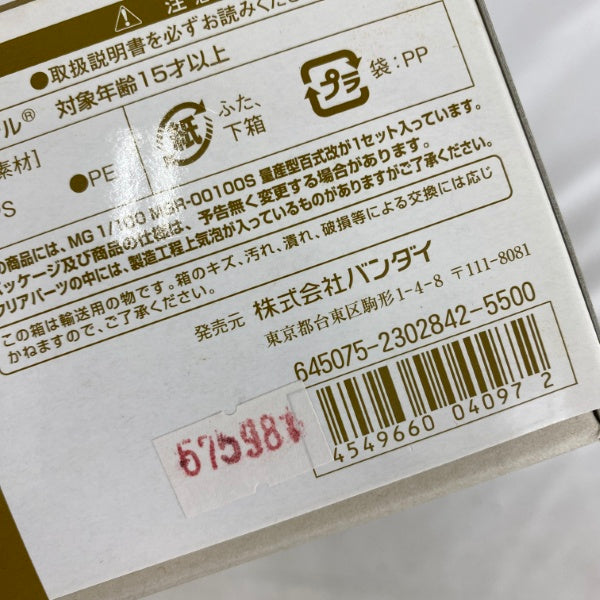 注意
●取扱説明書を必ずお読みくださ
ル® 対象年齢15才以上
素材]
S ●PE
紙
ふた、
下箱
プラ
袋:PP
の商品には、MG 1/100 MSR-00100S 量産型百式改が1セット入っています。
パッケージ及び商品の仕様は、予告無く変更する場合があります。
クリアパーツの中には、製造工程上気泡が入っているものがありますがご了承ください。
この箱は輸送用の物です。箱のキズ、汚れ、潰れ、破損等による交換には応じ
かねますので、ご了承ください。
発売元 株式会社バンダイ
東京都台東区駒形1-4-8 〒111-8081
645075-2302842-5500
4549660 04097 2
675981